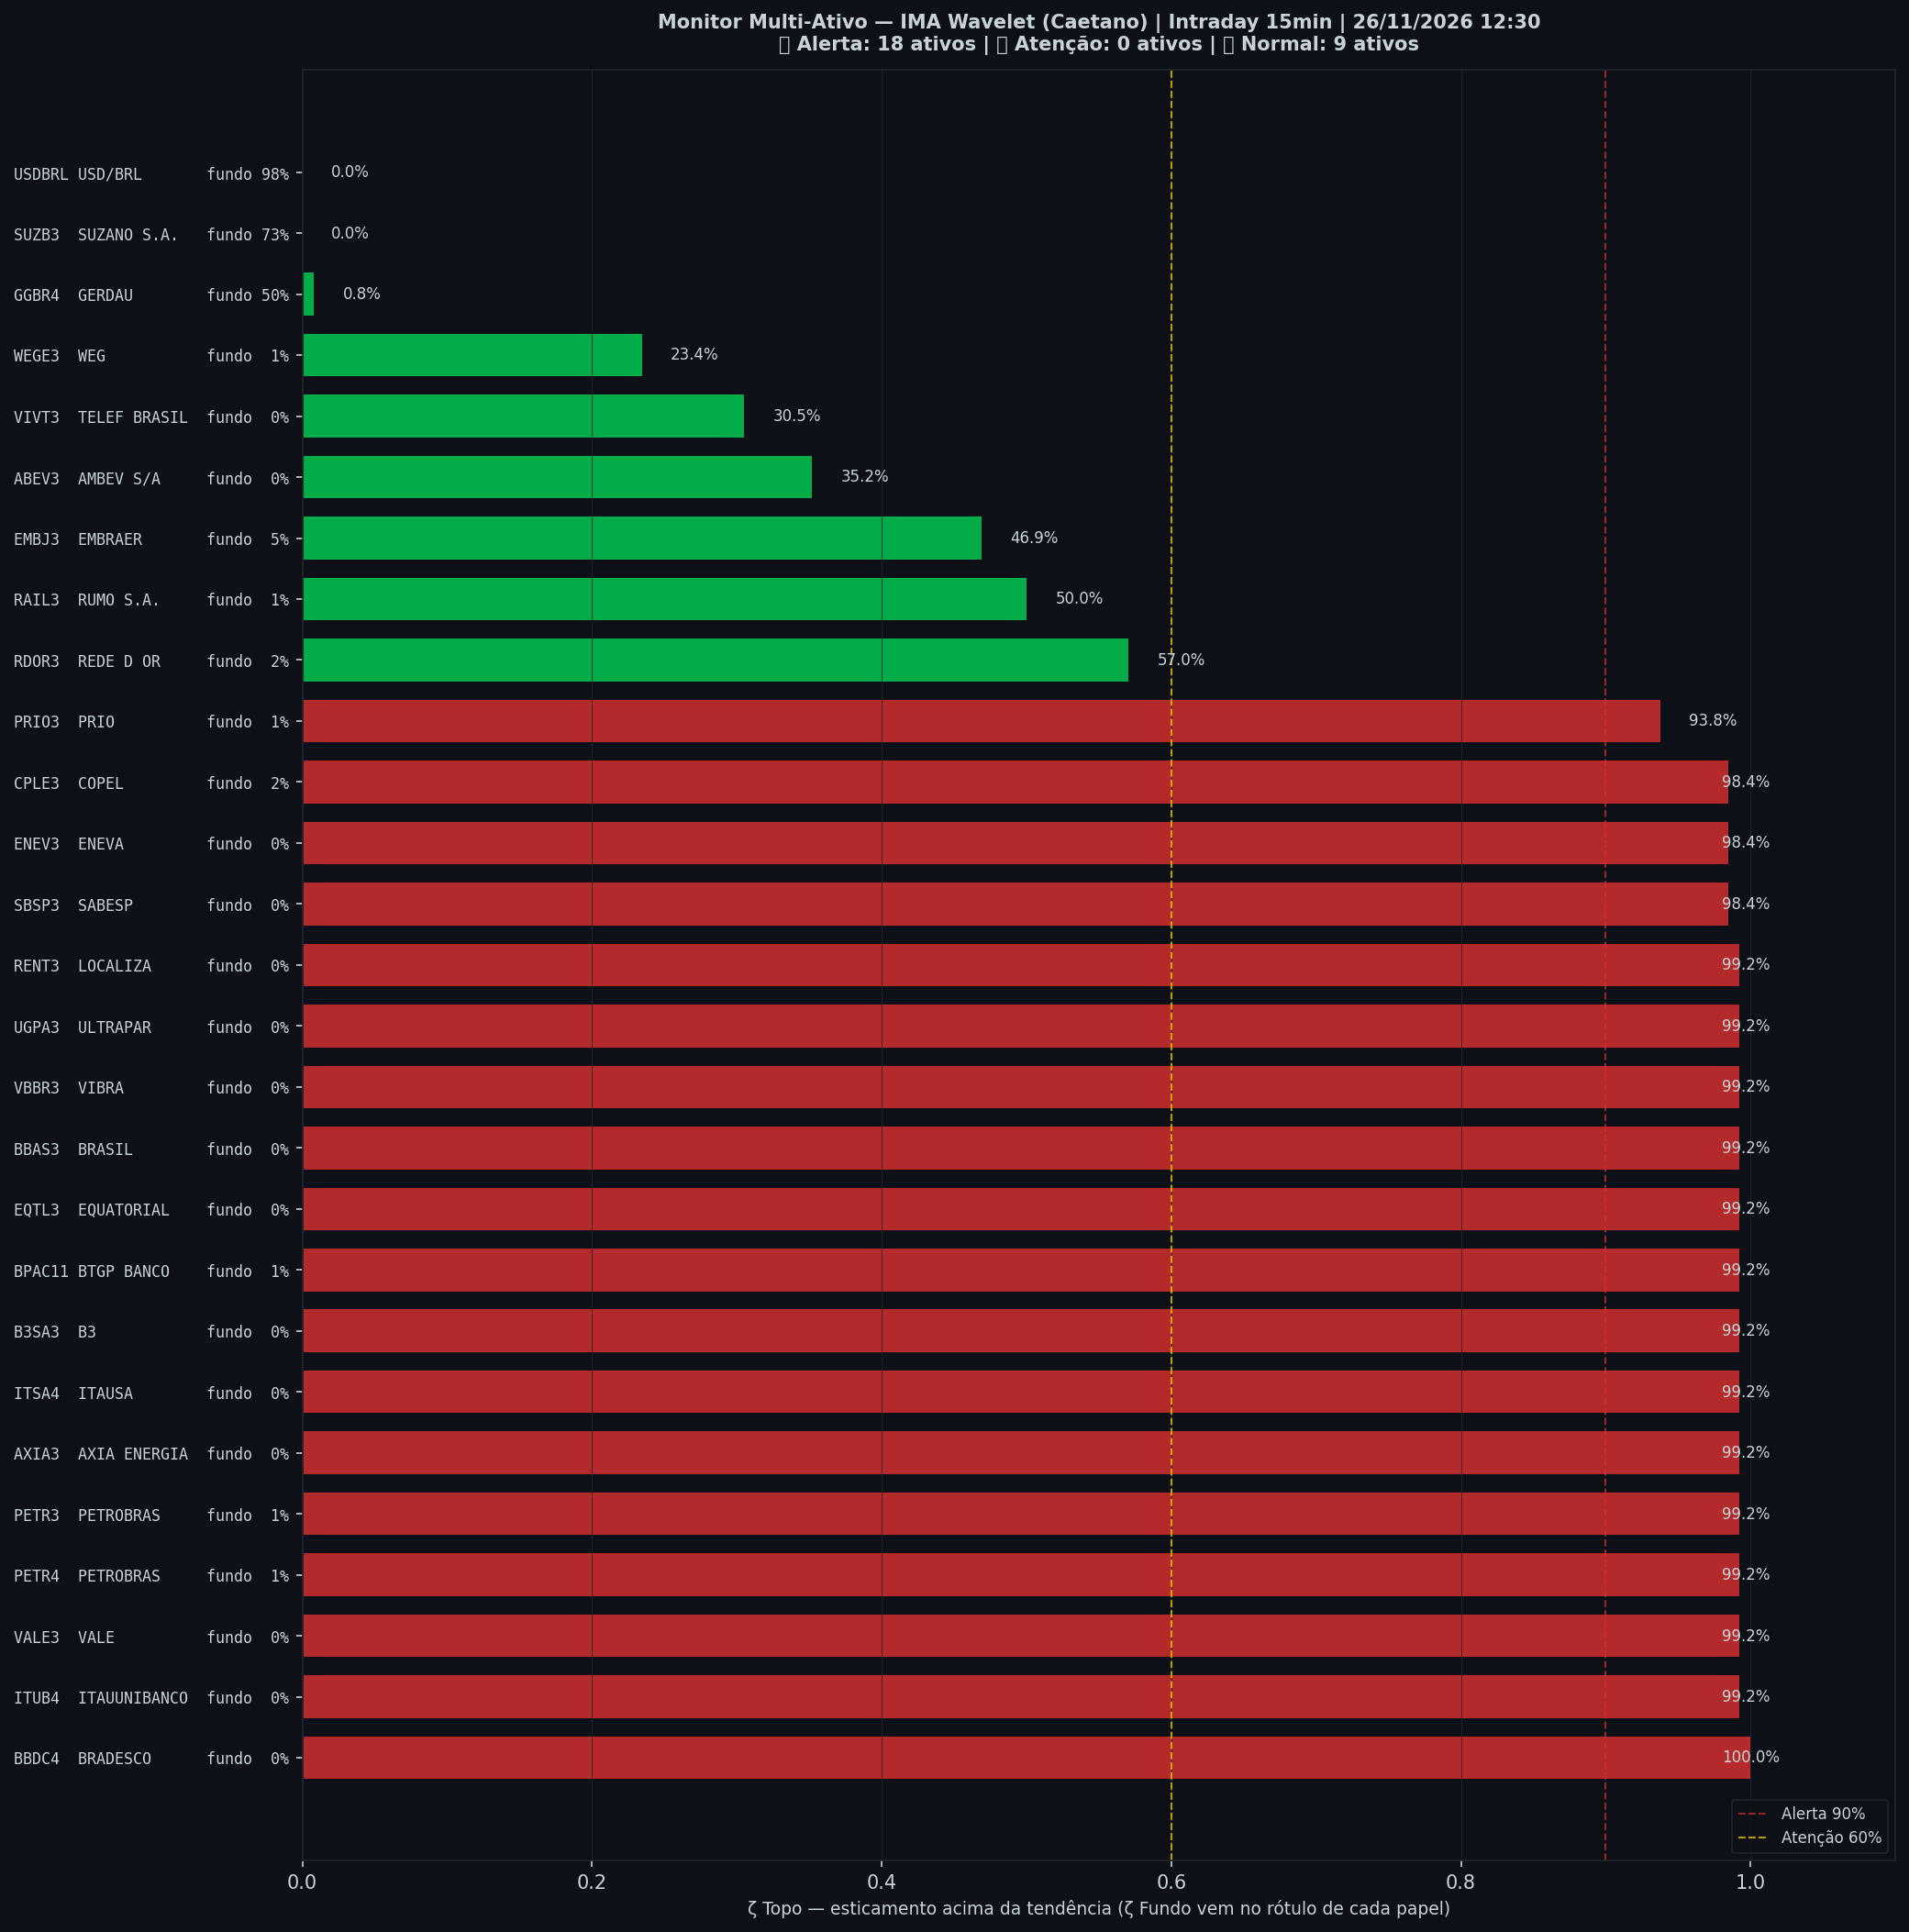 Monitor Multi-Ativo — IMA Wavelet (Caetano) | Intraday 15min | 26/11/2026 12:30
▯ Alerta: 18 ativos | ▯ Atenção: 0 ativos | ▯ Normal: 9 ativos
USDBRL USD/BRL fundo 98% 0.0%
SUZB3 SUZANO S.A. fundo 73% 0.0%
GGBR4 GERDAU fundo 50% 0.8%
WEGE3 WEG fundo 1% 23.4%
VIVT3 TELEF BRASIL fundo 0% 30.5%
ABEV3 AMBEV S/A fundo 0% 35.2%
EMBJ3 EMBRAER fundo 5% 46.9%
RAIL3 RUMO S.A. fundo 1% 50.0%
RDOR3 REDE D OR fundo 2% 57.0%
PRIO3 PRIO fundo 1% 93.8%
CPLE3 COPEL fundo 2% 98.4%
ENEV3 ENEVA fundo 0% 98.4%
SBSP3 SABESP fundo 0% 98.4%
RENT3 LOCALIZA fundo 0% 99.2%
UGPA3 ULTRAPAR fundo 0% 99.2%
VBBR3 VIBRA fundo 0% 99.2%
BBAS3 BRASIL fundo 0% 99.2%
EQTL3 EQUATORIAL fundo 0% 99.2%
BPAC11 BTGP BANCO fundo 1% 99.2%
B3SA3 B3 fundo 0% 99.2%
ITSA4 ITAUSA fundo 0% 99.2%
AXIA3 AXIA ENERGIA fundo 0% 99.2%
PETR3 PETROBRAS fundo 1% 99.2%
PETR4 PETROBRAS fundo 1% 99.2%
VALE3 VALE fundo 0% 99.2%
ITUB4 ITAUUNIBANCO fundo 0% 99.2%
BBDC4 BRADESCO fundo 0% 100.0%
Alerta 90%
Atenção 60%
0.0 0.2 0.4 0.6 0.8 1.0
ζ Topo — esticamento acima da tendência (ζ Fundo vem no rótulo de cada papel)